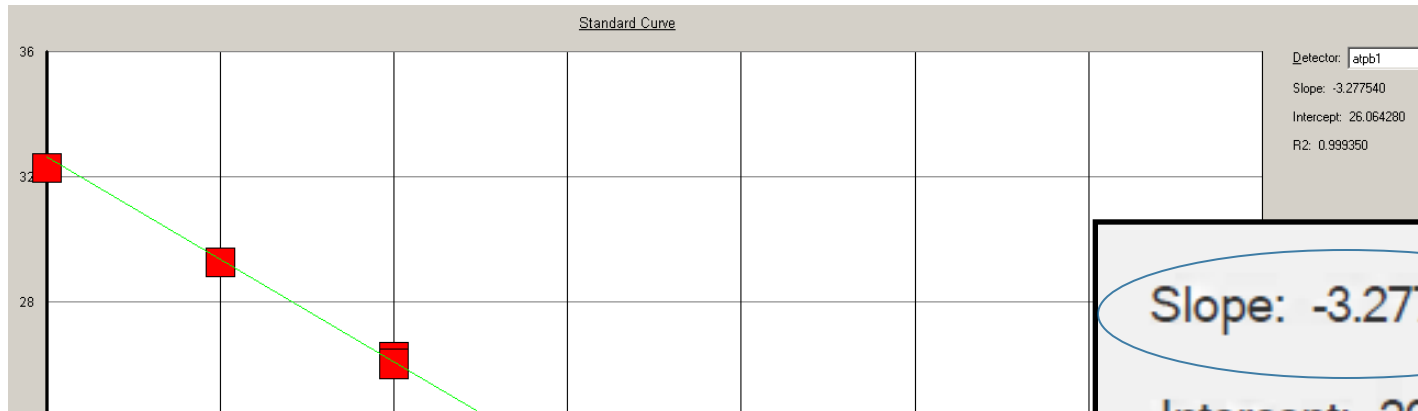 Standard Curve
36
32
28
Detector: atpb1
Slope: -3.277540
Intercept: 26.064280
R2: 0.999350
Slope: -3.27